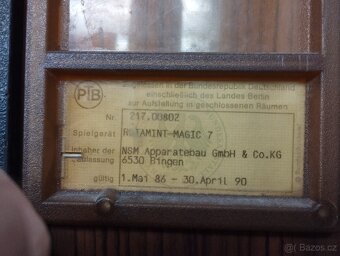 Zugelassen in der Bundesrepublik Deutschland
einschließlich des Landes Berlin
zur Aufstellung in geschlossenen Räumen
PTB
Nr. 217.00802
Spielgerät ROTAMINT-MAGIC 7
Inhaber der Zulassung NSM Apparatebau GmbH & Co.KG
6530 Bingen
gültig 1.Mai 86 - 30.April 90
Bazos.cz